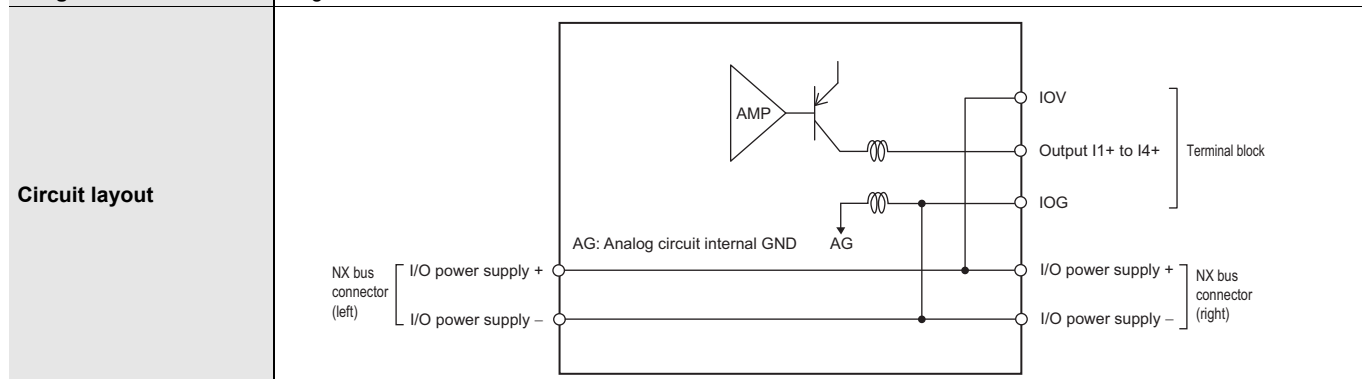 Circuit layout
AMP
IOV
Output I1+ to I4+
Terminal block
IOG
AG: Analog circuit internal GND
AG
NX bus
connector
(left)
I/O power supply +
I/O power supply –
I/O power supply +
I/O power supply –
NX bus
connector
(right)